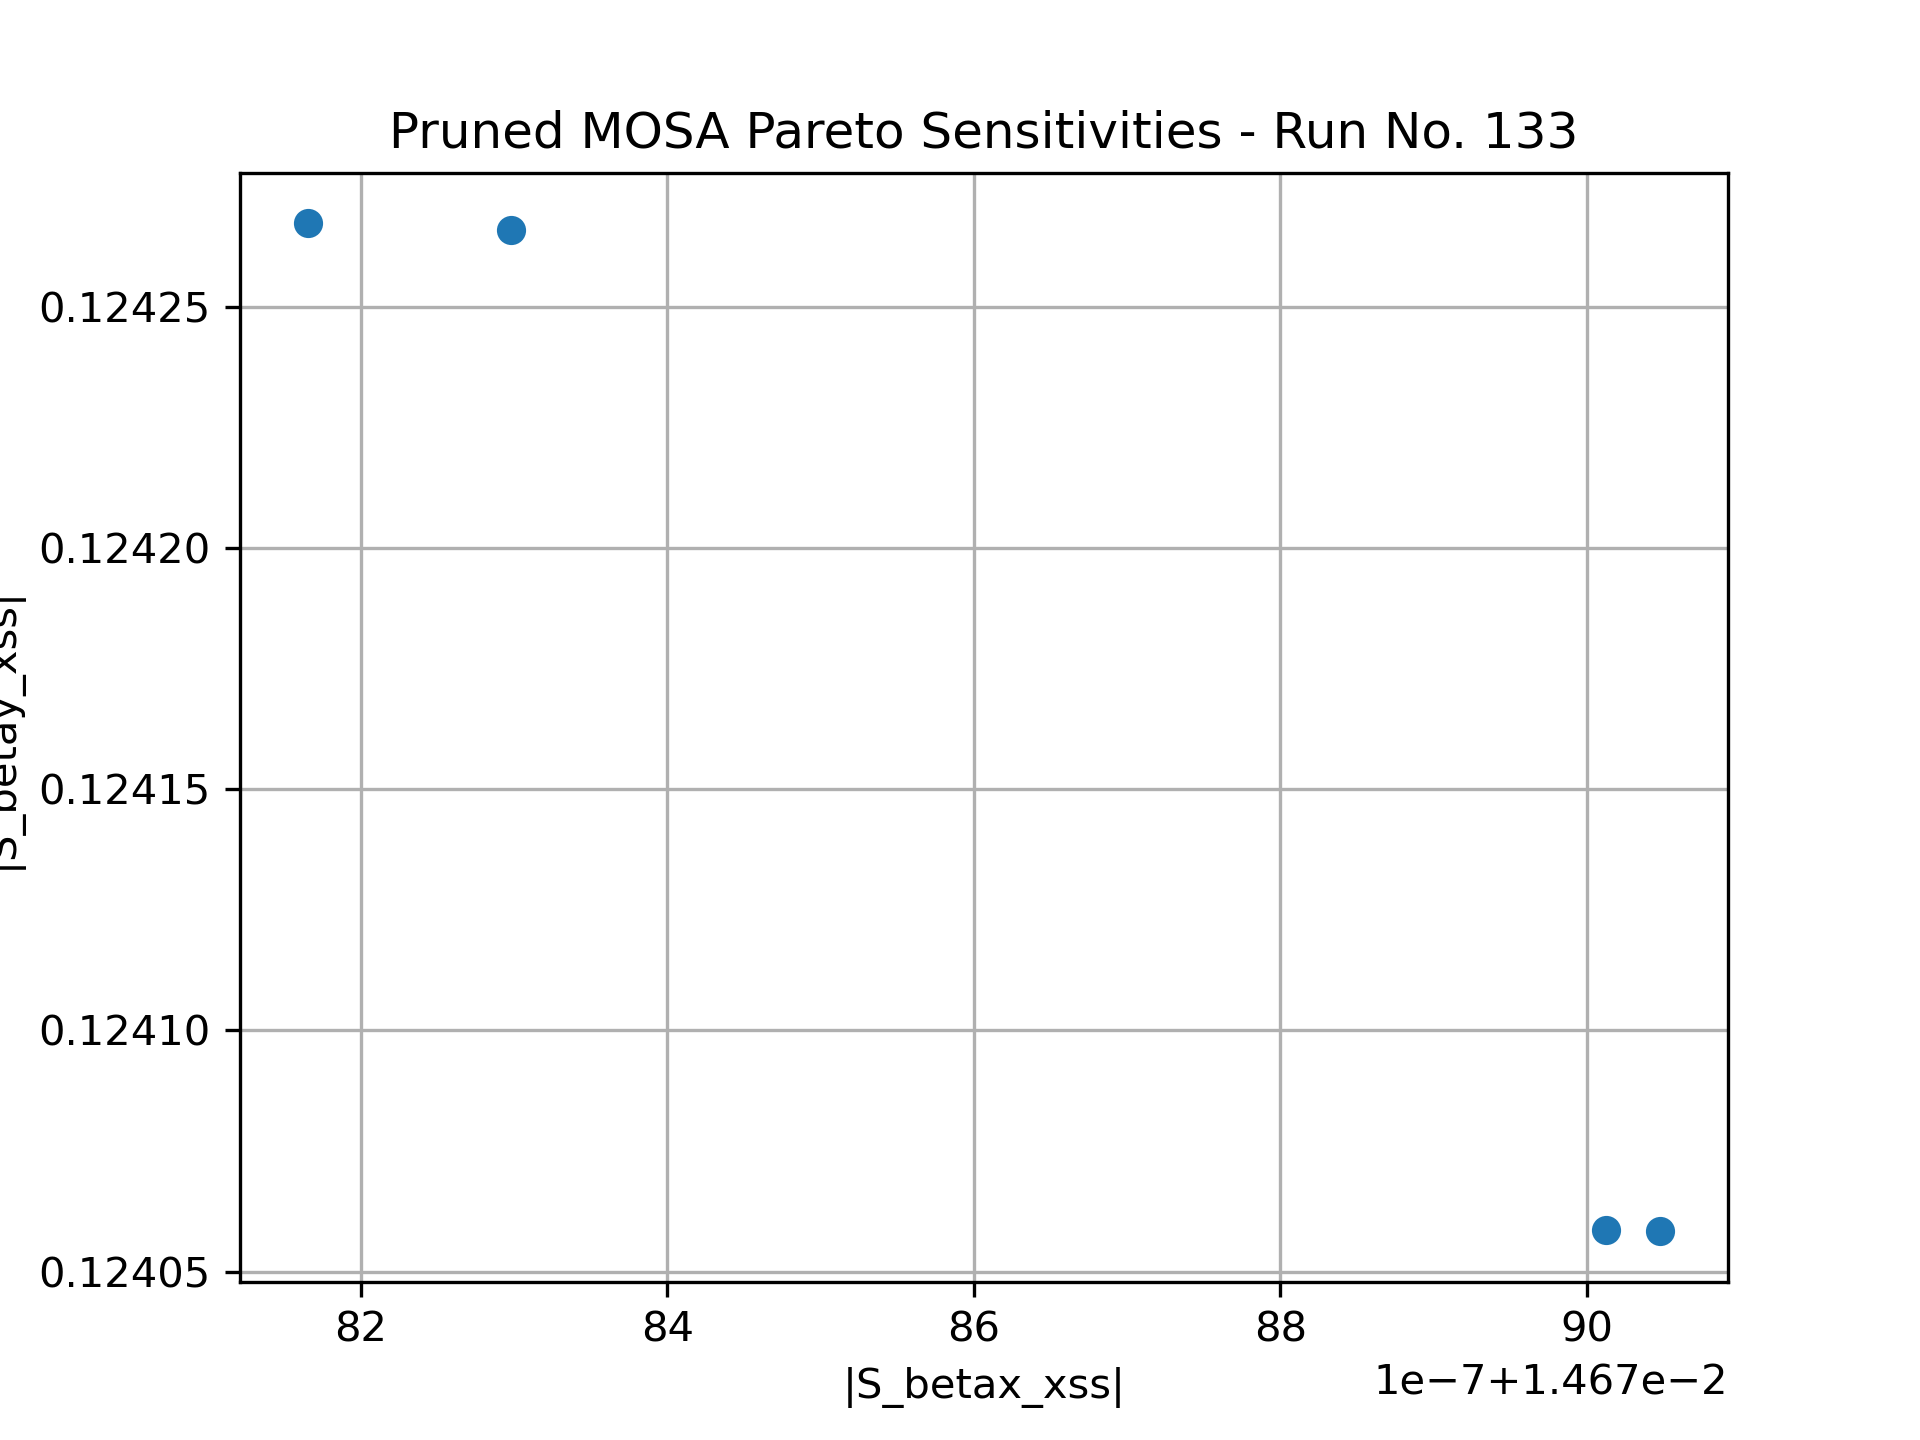 Pruned MOSA Pareto Sensitivities - Run No. 133
|S_betay_xss|
0.12425
0.12420
0.12415
0.12410
0.12405
82 84 86 88 90
|S_betax_xss|
1e−7+1.467e−2